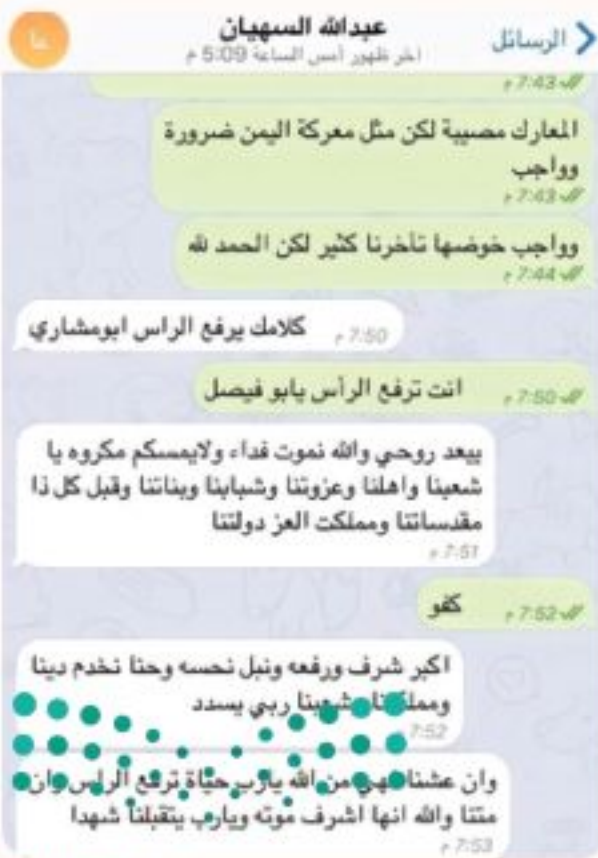 الرسائل
عبدالله السهيان
اخر ظهور أمس الساعة 5:09 م
عا
7:43 م
المعارك مصيبة لكن مثل معركة اليمن ضرورة
وواجب
7:43 م
وواجب خوضها تأخرنا كثير لكن الحمد لله
7:44 م
كلامك يرفع الراس ابومشاري
7:50 م
انت ترفع الرأس يابو فيصل
7:50 م
يبعد روحي والله نموت فداء ولايمسكم مكروه يا
شعبنا واهلنا وعزوتنا وشبابنا وبناتنا وقبل كل ذا
مقدساتنا ومملكت العز دولتنا
7:51 م
كفو
7:52 م
اكبر شرف ورفعه ونبل نحسه وحنا نخدم دينا
ربي يسدد
7:52
وان عشنا من الله يارب حياة ترفع الراس وان
متنا والله انها اشرف موته ويارب يتقبلنا شهدا
7:53 م